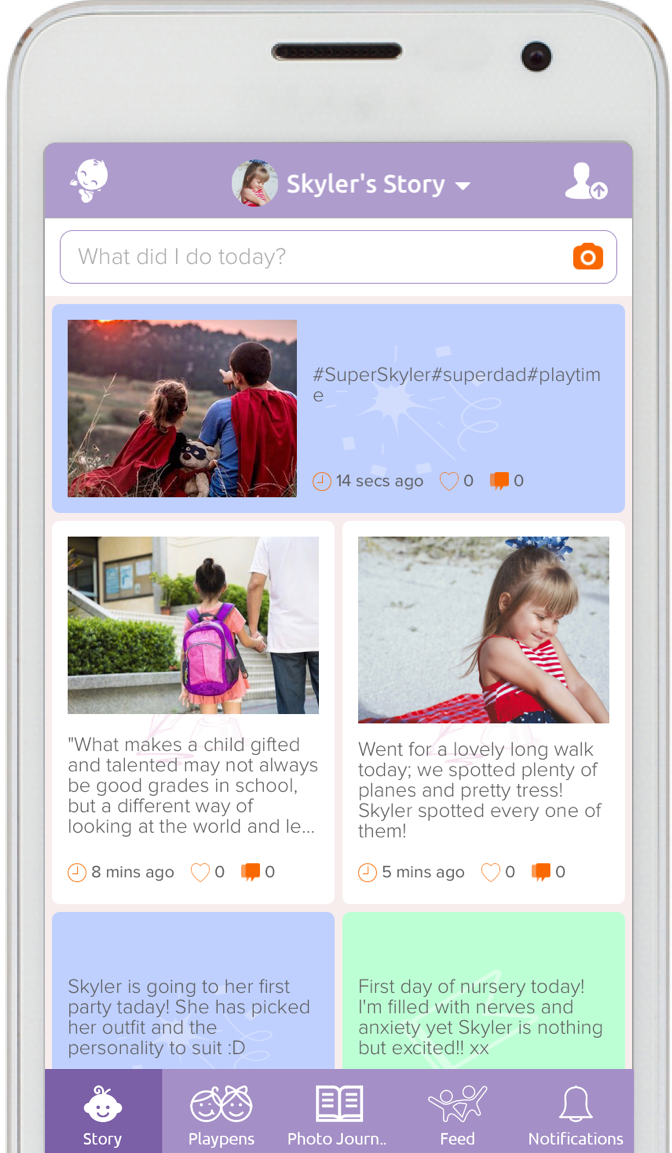 Skyler's Story
What did I do today?
#SuperSkyler#superdad#playtim
e
14 secs ago 0 0
"What makes a child gifted
and talented may not always
be good grades in school,
but a different way of
looking at the world and le...
8 mins ago 0 0
Went for a lovely long walk
today; we spotted plenty of
planes and pretty tress!
Skyler spotted every one of
them!
5 mins ago 0 0
Skyler is going to her first
party taday! She has picked
her outfit and the
personality to suit :D
First day of nursery today!
I'm filled with nerves and
anxiety yet Skyler is nothing
but excited!! xx
Story Playpens Photo Journ.. Feed Notifications